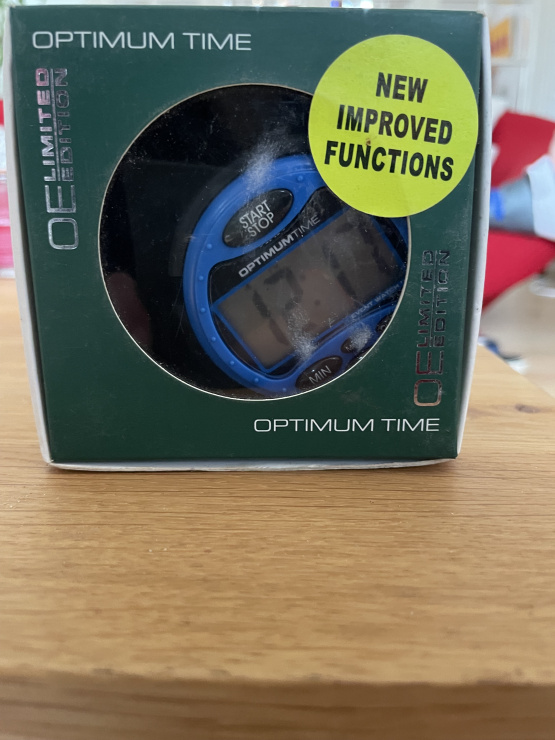 OPTIMUM TIME
OE LIMITED
EDITION
NEW
IMPROVED
FUNCTIONS
START
STOP
OPTIMUMTIME
MIN
OE LIMITED
EDITION
OPTIMUM TIME